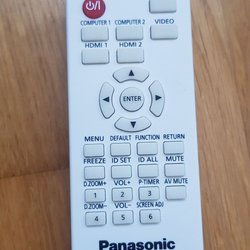 COMPUTER 1 COMPUTER 2 VIDEO
HDMI 1 HDMI 2
ENTER
MENU DEFAULT FUNCTION RETURN
FREEZE ID SET ID ALL MUTE
D.ZOOM+ VOL+ P-TIMER AV MUTE
1 2 3
D.ZOOM− VOL− SCREEN ADJ
4 5 6
Panasonic